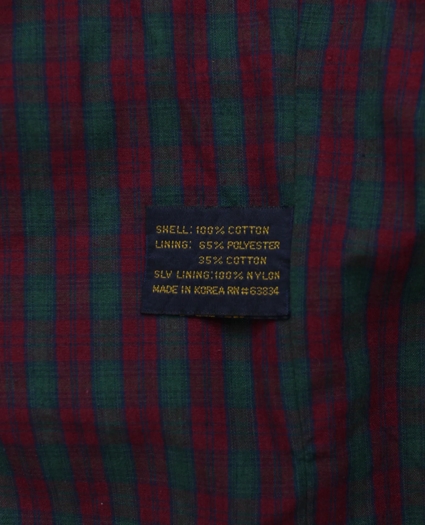 SHELL: 100% COTTON
LINING: 65% POLYESTER
35% COTTON
SLV LINING: 100% NYLON
MADE IN KOREA RN#63834